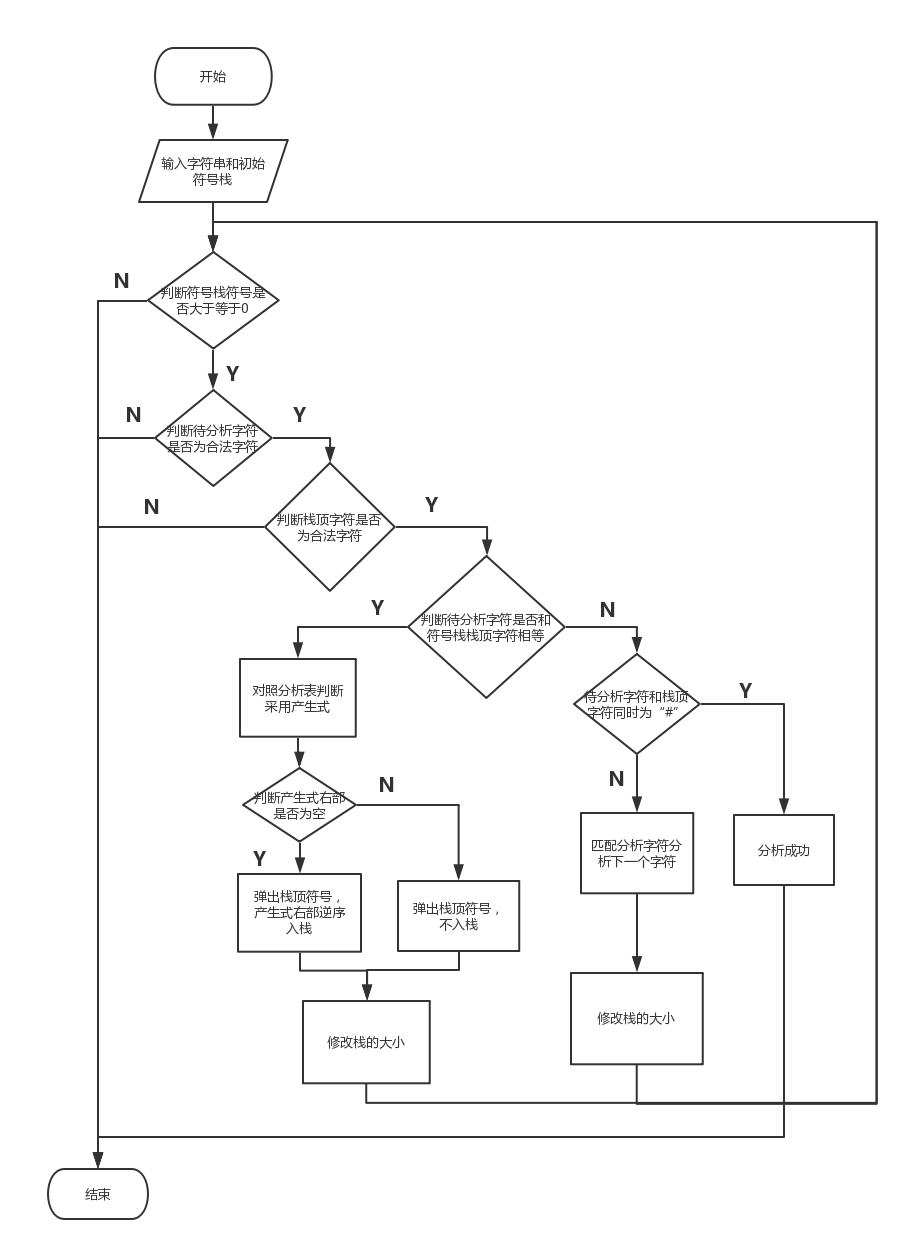 开始
输入字符串和初始
符号栈
N
判断符号栈符号是
否大于等于0
Y
N
Y
判断待分析字符
是否为合法字符
N
Y
判断栈顶字符是否
为合法字符
Y
N
判断待分析字符是否和
符号栈栈顶字符相等
对照分析表判断
采用产生式
待分析字符和栈顶
字符同时为“#”
Y
N
判断产生式右部
是否为空
N
Y
匹配分析字符分
析下一个字符
分析成功
弹出栈顶符号，
产生式右部逆序
入栈
弹出栈顶符号，
不入栈
修改栈的大小
修改栈的大小
结束